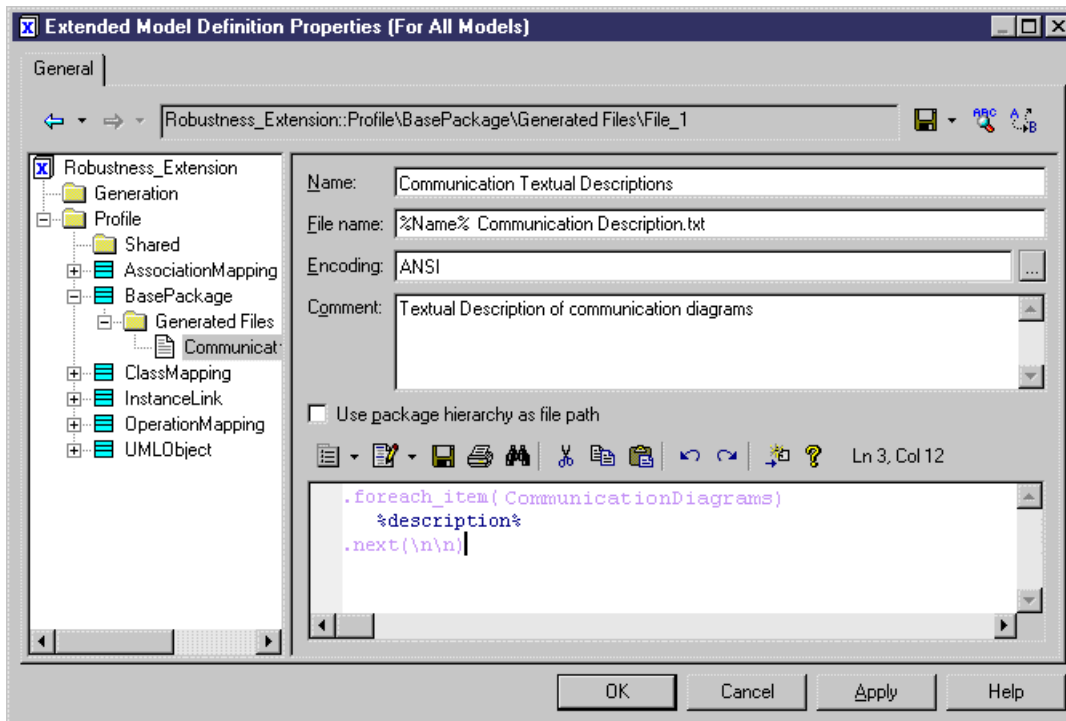 Extended Model Definition Properties (For All Models)
General
Robustness_Extension::Profile\BasePackage\Generated Files\File_1
Robustness_Extension
Generation
Profile
Shared
AssociationMapping
BasePackage
Generated Files
Communicat
ClassMapping
InstanceLink
OperationMapping
UMLObject
Name: Communication Textual Descriptions
File name: %Name% Communication Description.txt
Encoding: ANSI
...
Comment: Textual Description of communication diagrams
Use package hierarchy as file path
Ln 3, Col 12
.foreach_item(CommunicationDiagrams)
%description%
.next(\n\n)
OK Cancel Apply Help